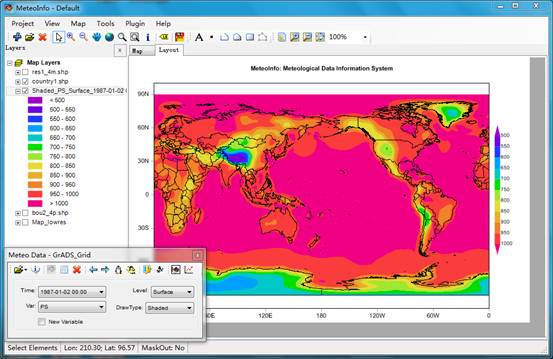 MeteoInfo - Default
Project View Map Tools Plugin Help
100%
Layers
Map Layers
res1_4m.shp
country1.shp
Shaded_PS_Surface_1987-01-02
< 500
500 - 550
550 - 600
600 - 650
650 - 700
700 - 750
750 - 800
800 - 850
850 - 900
900 - 950
950 - 1000
> 1000
bou2_4p.shp
Map_lowres
Map Layout
MeteoInfo: Meteological Data Information System
90N
60N
30N
0
30S
120E 180 120W 60W 0
500
550
600
650
700
750
800
850
900
950
1000
Meteo Data - GrADS_Grid
Time: 1987-01-02 00:00 Level: Surface
Var: PS DrawType: Shaded
New Variable
Select Elements Lon: 210.30; Lat: 96.57 MaskOut: No